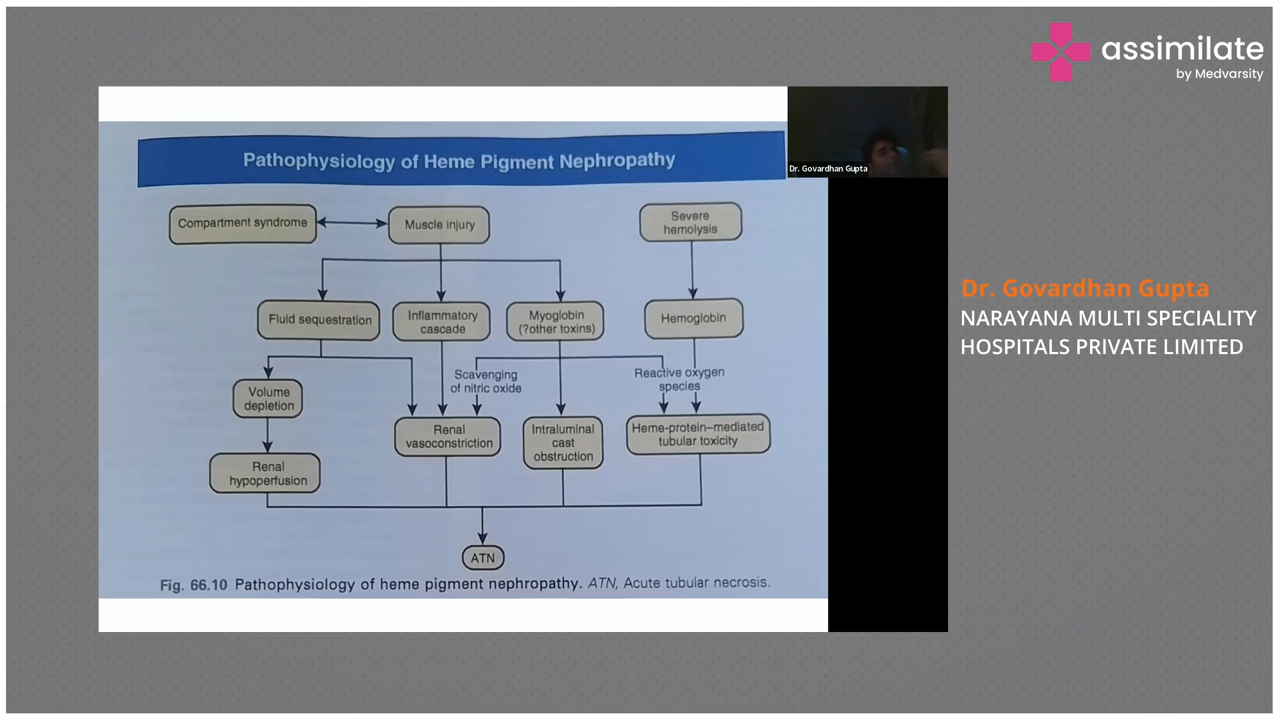 assimilate
by Medvarsity
Dr. Govardhan Gupta
Pathophysiology of Heme Pigment Nephropathy
Compartment syndrome
Muscle injury
Severe
hemolysis
Fluid sequestration
Inflammatory
cascade
Myoglobin
(?other toxins)
Hemoglobin
Scavenging
of nitric oxide
Reactive oxygen
species
Volume
depletion
Renal
vasoconstriction
Intraluminal
cast
obstruction
Heme-protein–mediated
tubular toxicity
Renal
hypoperfusion
ATN
Fig. 66.10 Pathophysiology of heme pigment nephropathy. ATN, Acute tubular necrosis.
Dr. Govardhan Gupta
NARAYANA MULTI SPECIALITY
HOSPITALS PRIVATE LIMITED